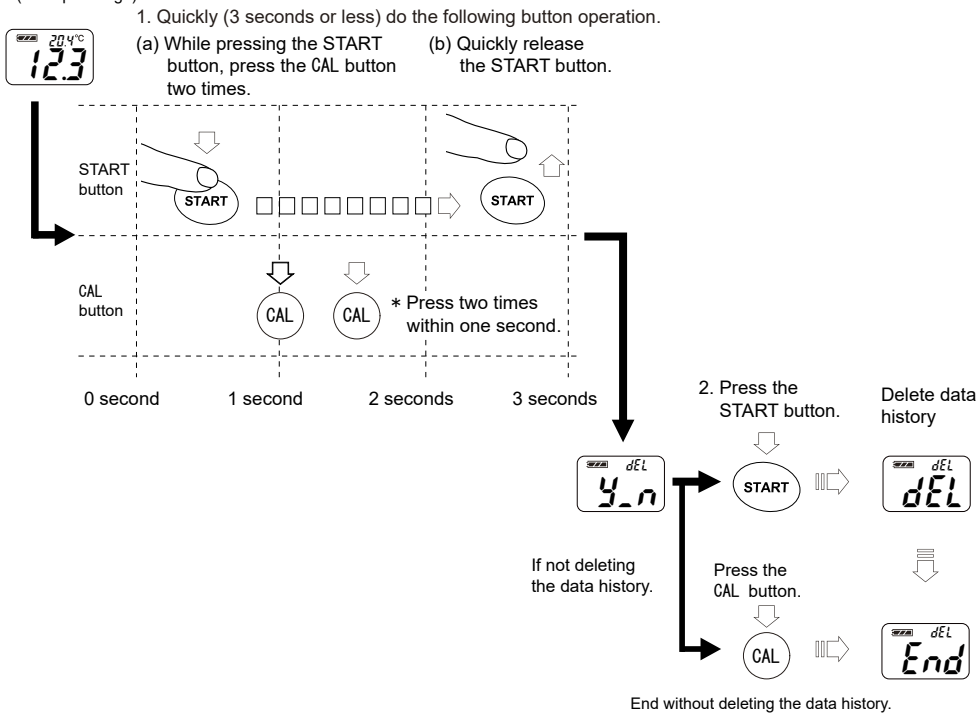 1. Quickly (3 seconds or less) do the following button operation.
20.4°C
12.3
(a) While pressing the START
button, press the CAL button
two times.
(b) Quickly release
the START button.
START
button
START
START
CAL
button
CAL
CAL
* Press two times
within one second.
0 second
1 second
2 seconds
3 seconds
dEL
y_n
2. Press the
START button.
START
Delete data
history
dEL
dEL
If not deleting
the data history.
Press the
CAL button.
CAL
dEL
End
End without deleting the data history.